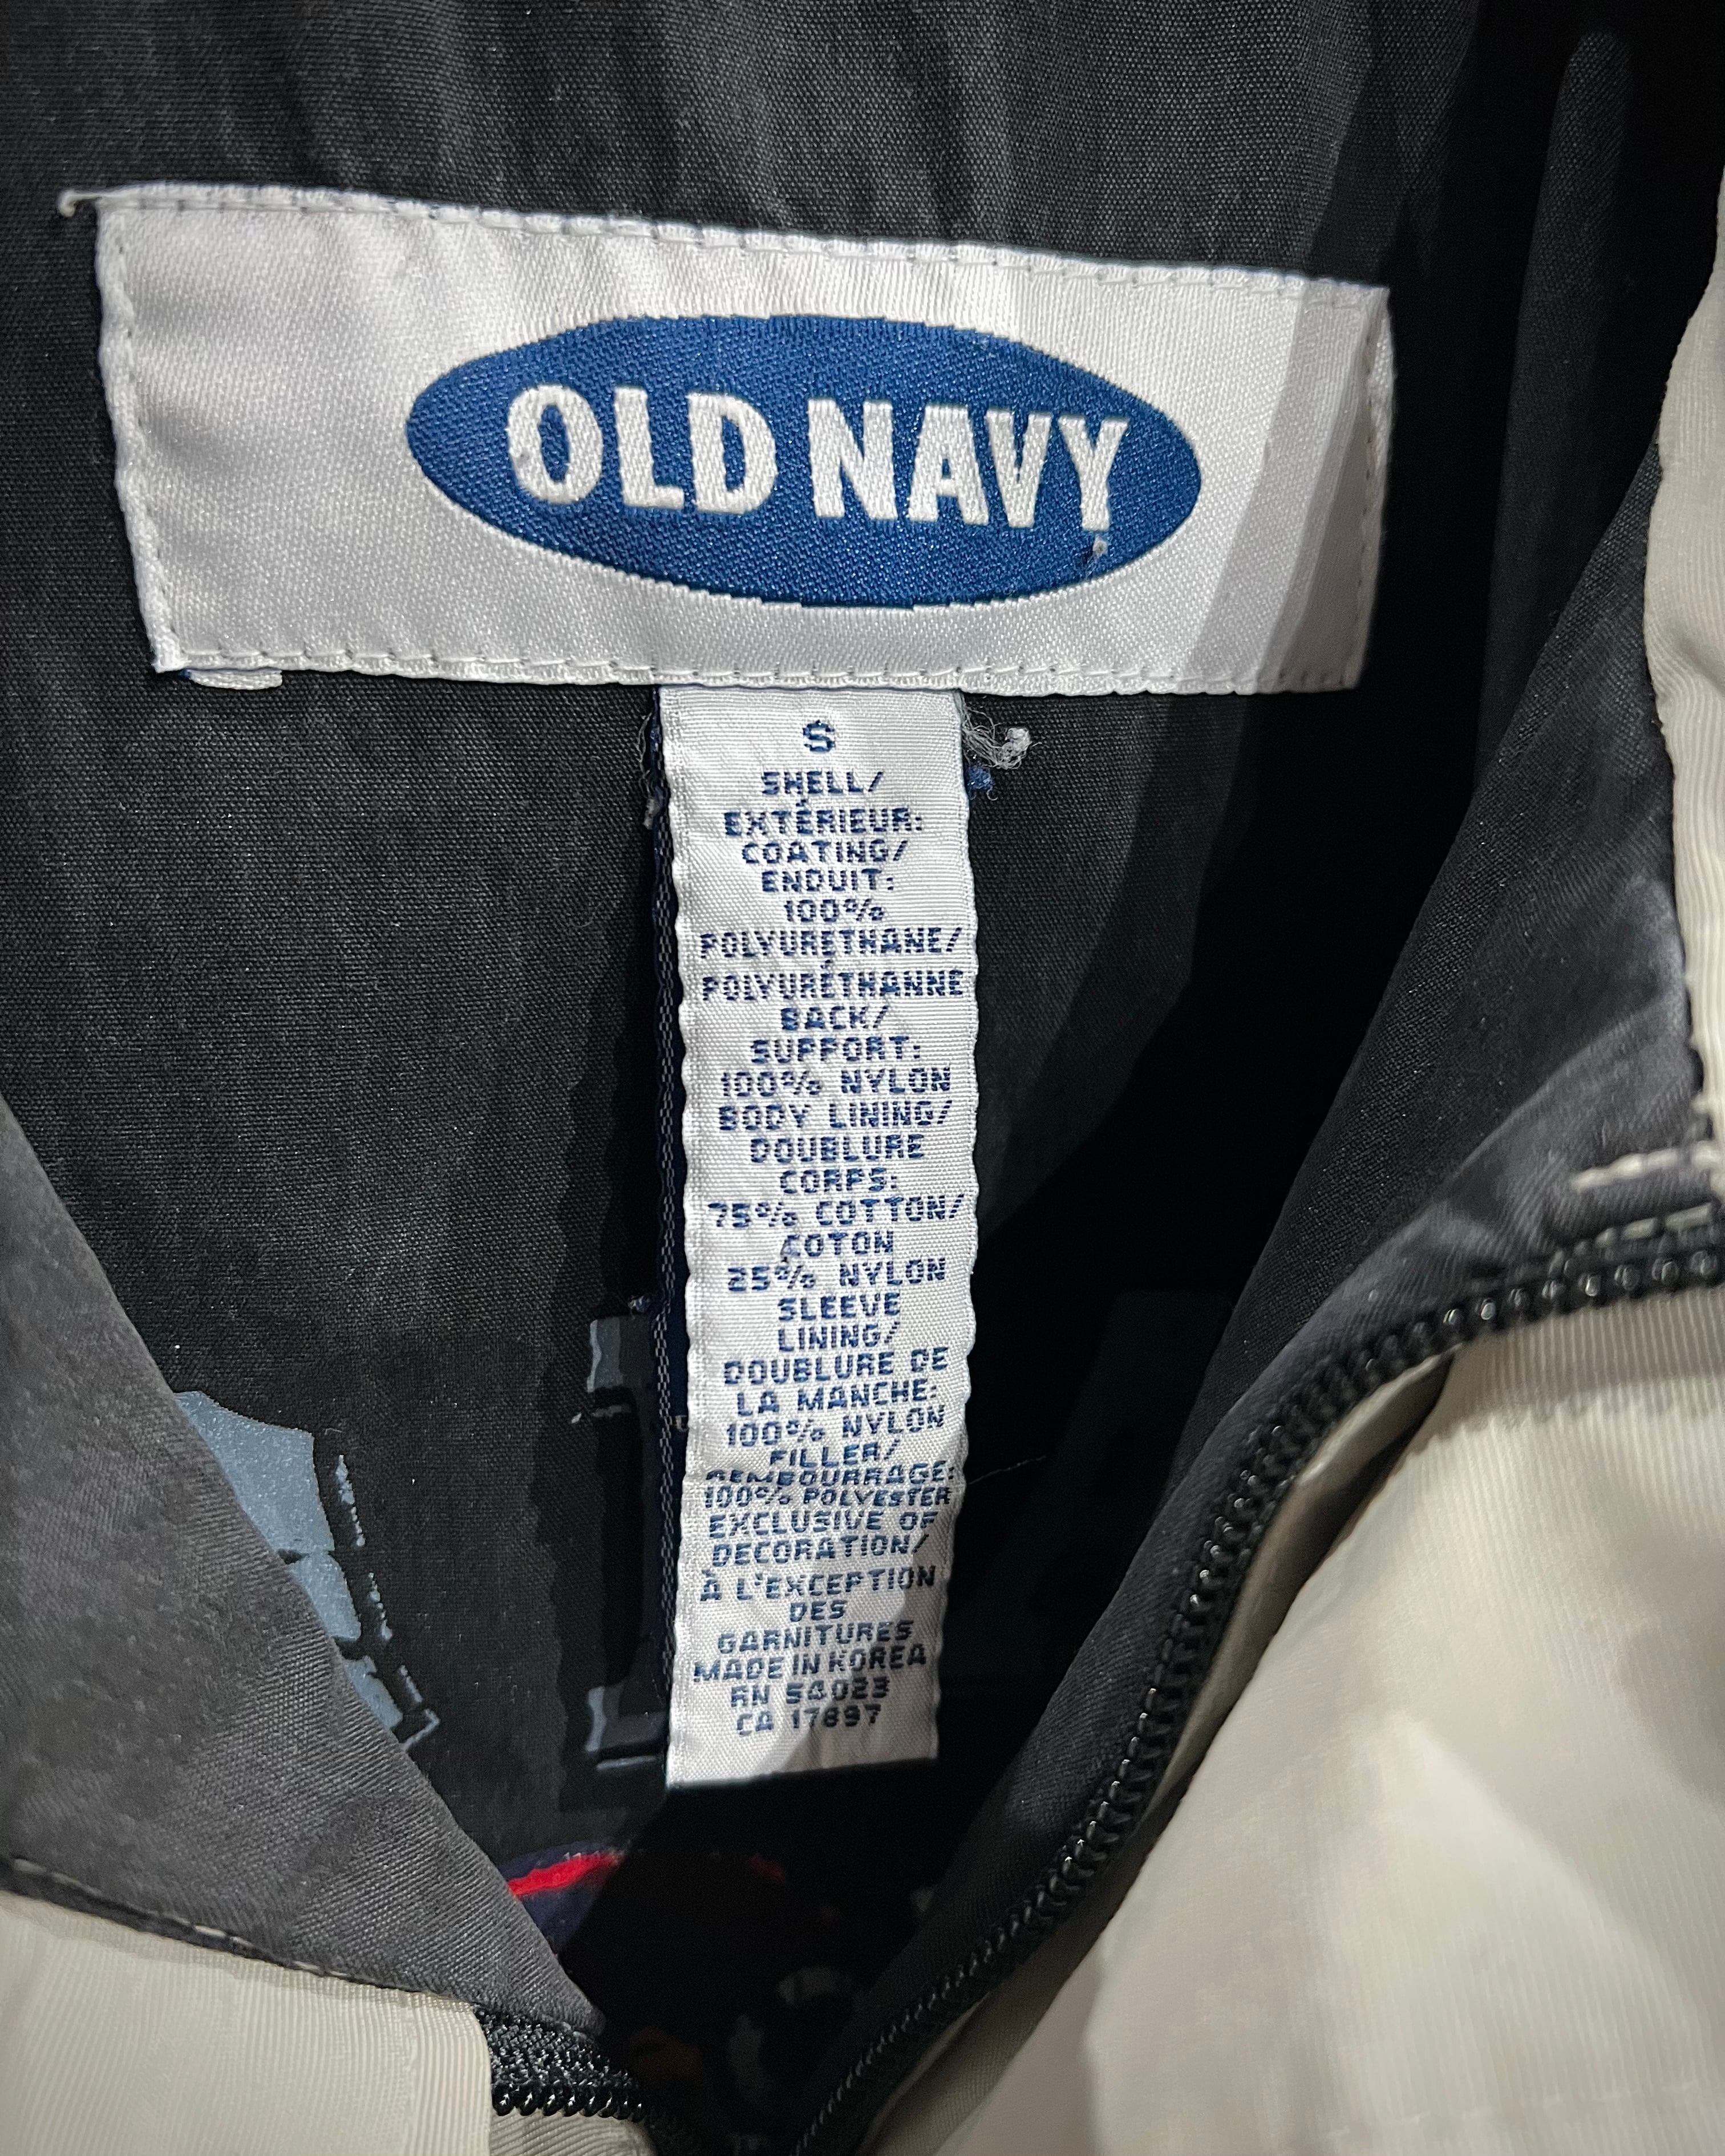 OLD NAVY
S
SHELL/
EXTÉRIEUR:
COATING/
ENDUIT:
100%
POLYURETHANE/
POLYURÉTHANNE
BACK/
SUPPORT:
100% NYLON
BODY LINING/
DOUBLURE
CORPS:
75% COTTON/
COTON
25% NYLON
SLEEVE
LINING/
DOUBLURE DE
LA MANCHE:
100% NYLON
FILLER/
REMBOURRAGE:
100% POLYESTER
EXCLUSIVE OF
DECORATION/
À L'EXCEPTION
DES
GARNITURES
MADE IN KOREA
RN 54023
CA 17897